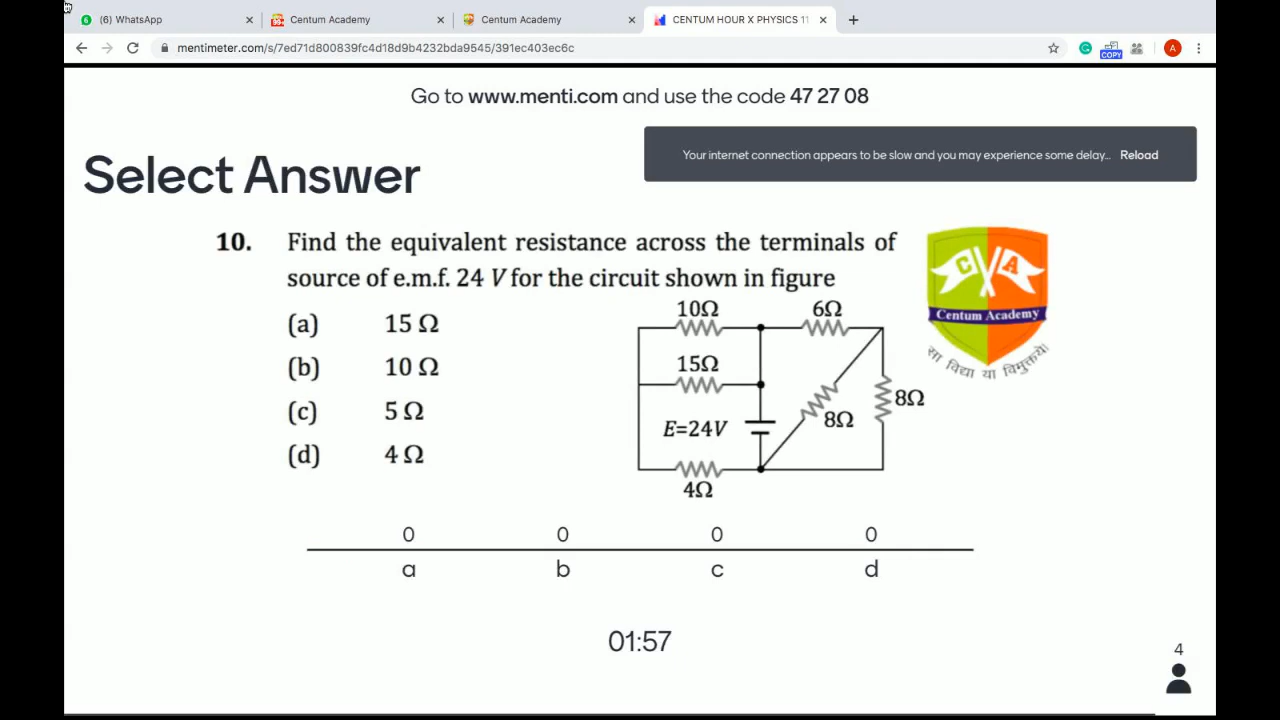 (6) WhatsApp
Centum Academy
Centum Academy
CENTUM HOUR X PHYSICS 11
mentimeter.com/s/7ed71d800839fc4d18d9b4232bda9545/391ec403ec6c
COPY
A
Go to www.menti.com and use the code 47 27 08
Your internet connection appears to be slow and you may experience some delay... Reload
Select Answer
10. Find the equivalent resistance across the terminals of
source of e.m.f. 24 V for the circuit shown in figure
(a) 15 Ω
(b) 10 Ω
(c) 5 Ω
(d) 4 Ω
10Ω
6Ω
15Ω
8Ω
8Ω
E=24V
4Ω
C A
Centum Academy
सा विद्या या विमुक्तये।
0 0 0 0
a b c d
01:57
4